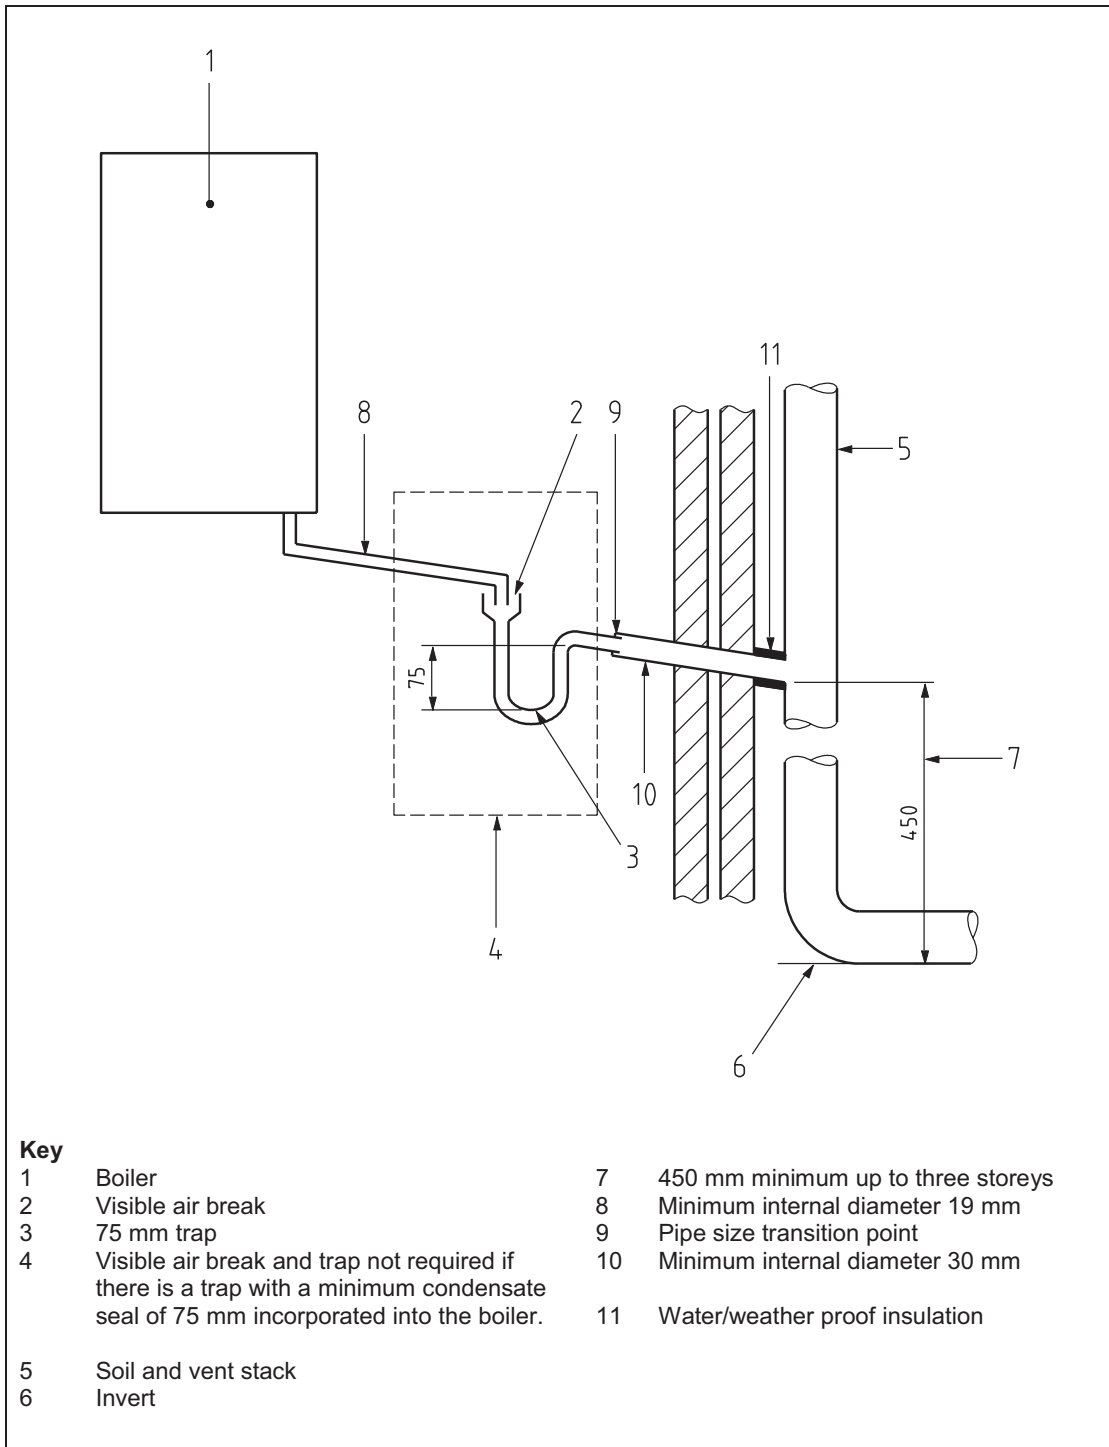 1
11
8
2
9
5
75
10
7
450
3
4
6
Key
1 Boiler
2 Visible air break
3 75 mm trap
4 Visible air break and trap not required if
there is a trap with a minimum condensate
seal of 75 mm incorporated into the boiler.
5 Soil and vent stack
6 Invert
7 450 mm minimum up to three storeys
8 Minimum internal diameter 19 mm
9 Pipe size transition point
10 Minimum internal diameter 30 mm
11 Water/weather proof insulation